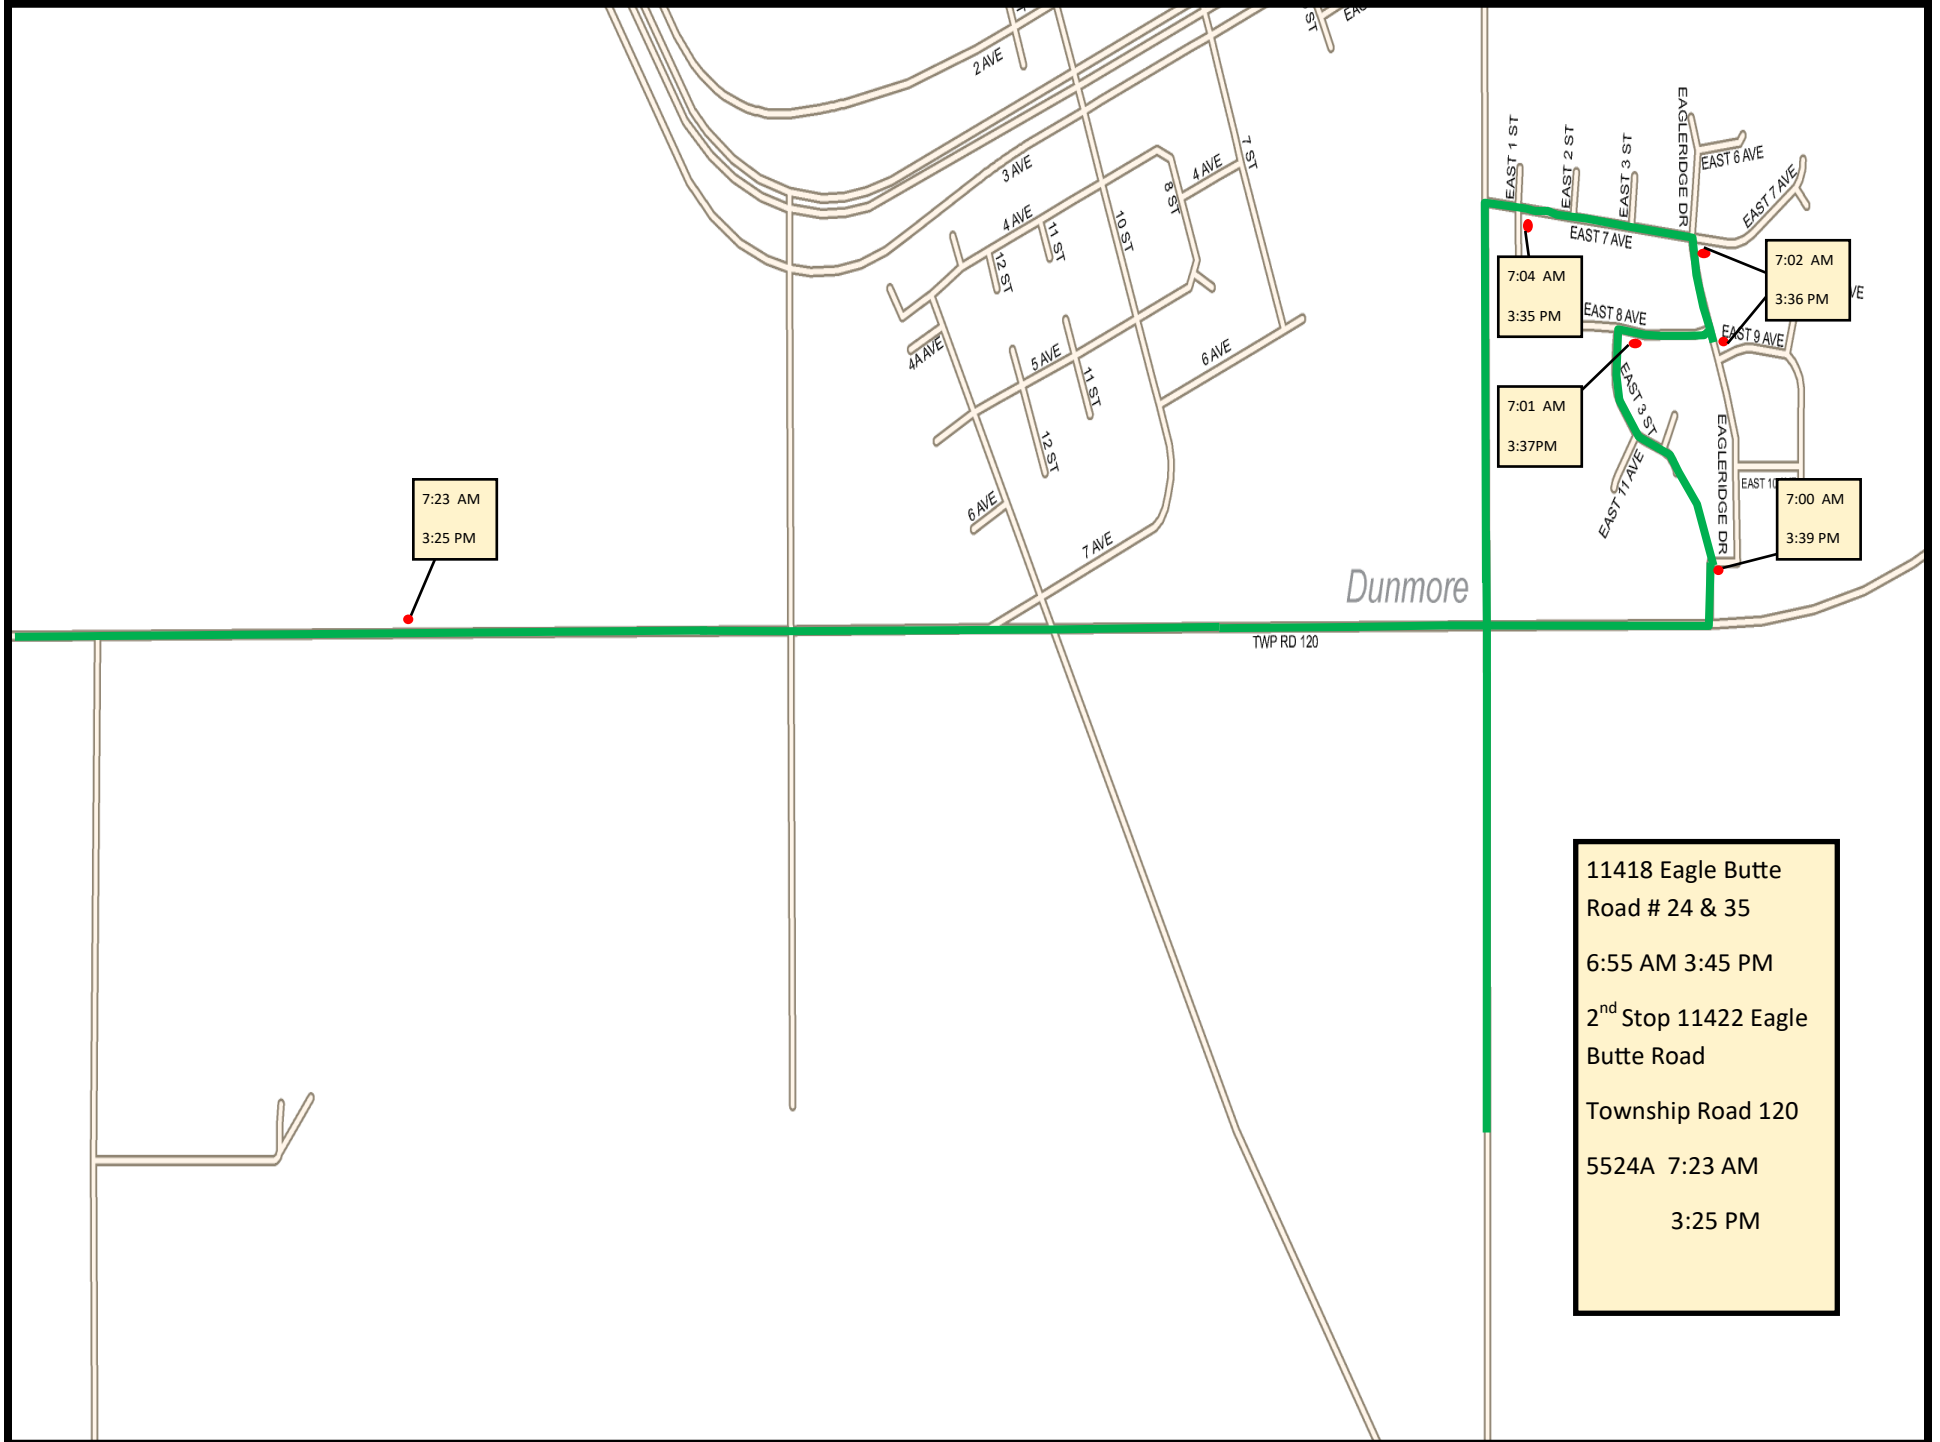 2 AVE
3 AVE
4 AVE
4 AVE
7 ST
8 ST
10 ST
11 ST
12 ST
4A AVE
5 AVE
6 AVE
11 ST
12 ST
6 AVE
7 AVE
ST
EAST 1 ST
EAST 2 ST
EAST 3 ST
EAGLERIDGE DR
EAST 6 AVE
EAST 7 AVE
EAST 7 AVE
7:04 AM
3:35 PM
7:02 AM
3:36 PM
VE
EAST 8 AVE
EAST 9 AVE
7:01 AM
3:37PM
EAST 3 ST
EAST 11 AVE
EAGLERIDGE DR
EAST 10
7:00 AM
3:39 PM
7:23 AM
3:25 PM
Dunmore
TWP RD 120
11418 Eagle Butte
Road # 24 & 35
6:55 AM 3:45 PM
2nd Stop 11422 Eagle
Butte Road
Township Road 120
5524A 7:23 AM
3:25 PM